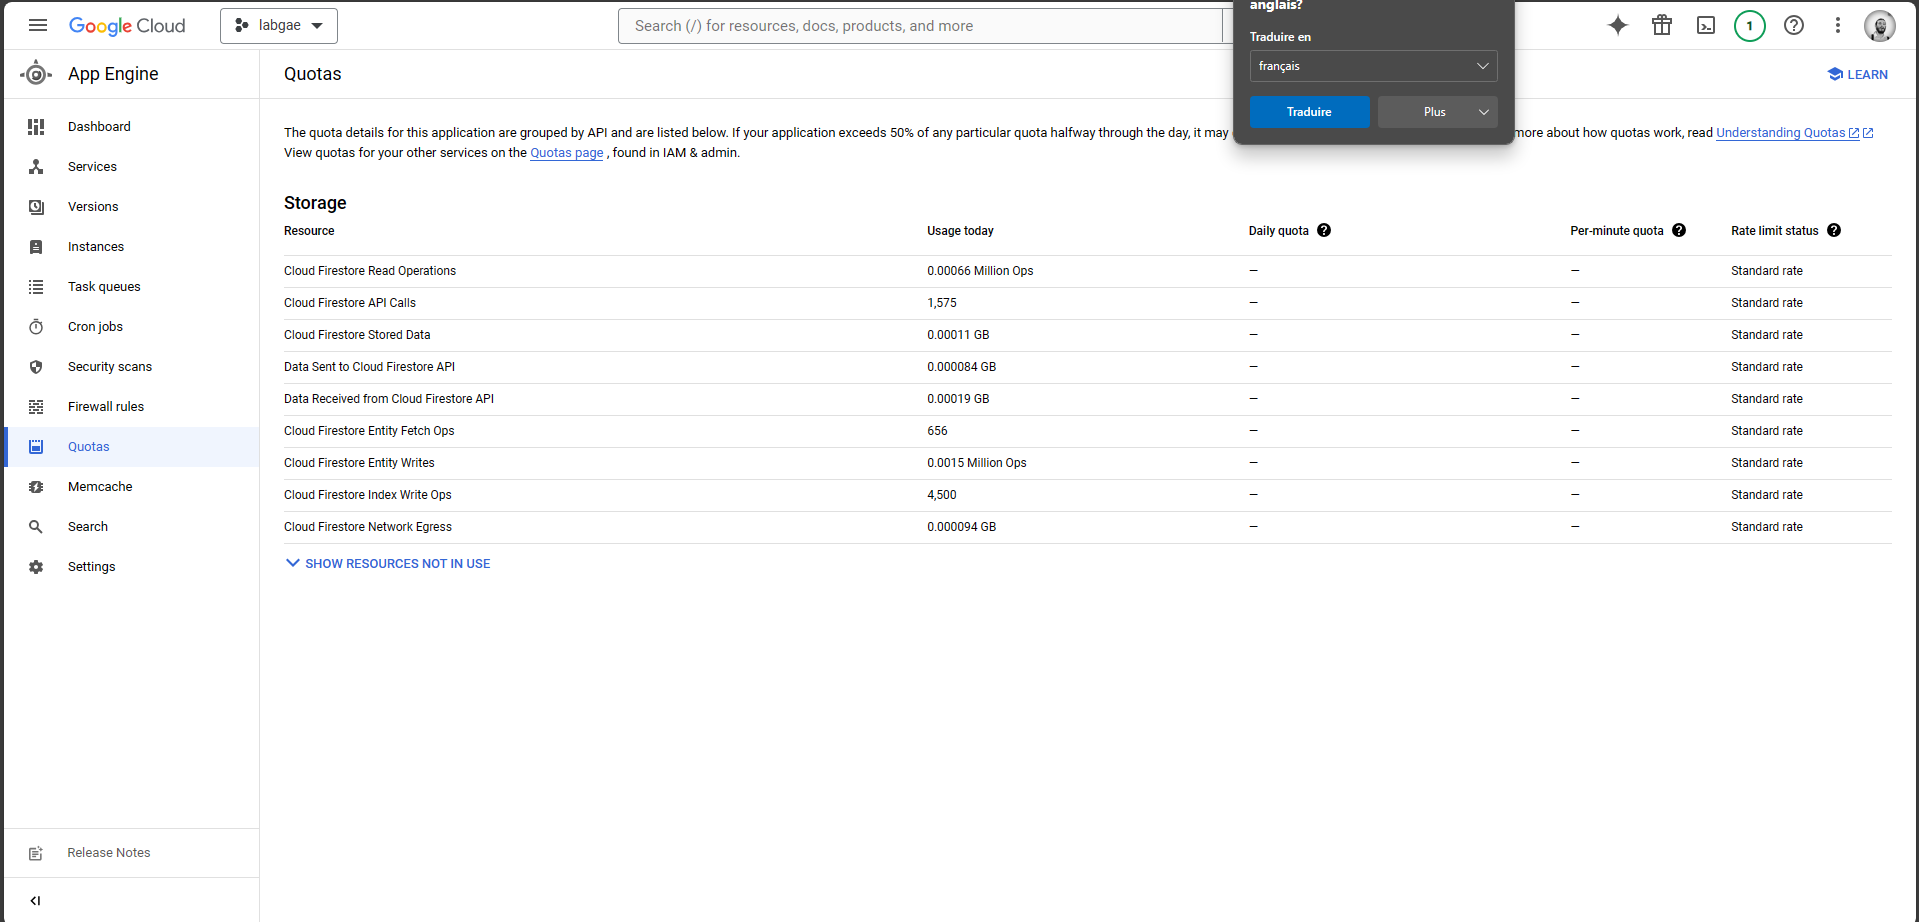 Google Cloud
labgae
Search (/) for resources, docs, products, and more
anglais?
Traduire en
français
Traduire
Plus
1
App Engine
Quotas
LEARN
Dashboard
Services
Versions
Instances
Task queues
Cron jobs
Security scans
Firewall rules
Quotas
Memcache
Search
Settings
Release Notes
The quota details for this application are grouped by API and are listed below. If your application exceeds 50% of any particular quota halfway through the day, it may more about how quotas work, read Understanding Quotas
View quotas for your other services on the Quotas page , found in IAM & admin.
Storage
Resource Usage today Daily quota Per-minute quota Rate limit status
Cloud Firestore Read Operations 0.00066 Million Ops — — Standard rate
Cloud Firestore API Calls 1,575 — — Standard rate
Cloud Firestore Stored Data 0.00011 GB — — Standard rate
Data Sent to Cloud Firestore API 0.000084 GB — — Standard rate
Data Received from Cloud Firestore API 0.00019 GB — — Standard rate
Cloud Firestore Entity Fetch Ops 656 — — Standard rate
Cloud Firestore Entity Writes 0.0015 Million Ops — — Standard rate
Cloud Firestore Index Write Ops 4,500 — — Standard rate
Cloud Firestore Network Egress 0.000094 GB — — Standard rate
SHOW RESOURCES NOT IN USE